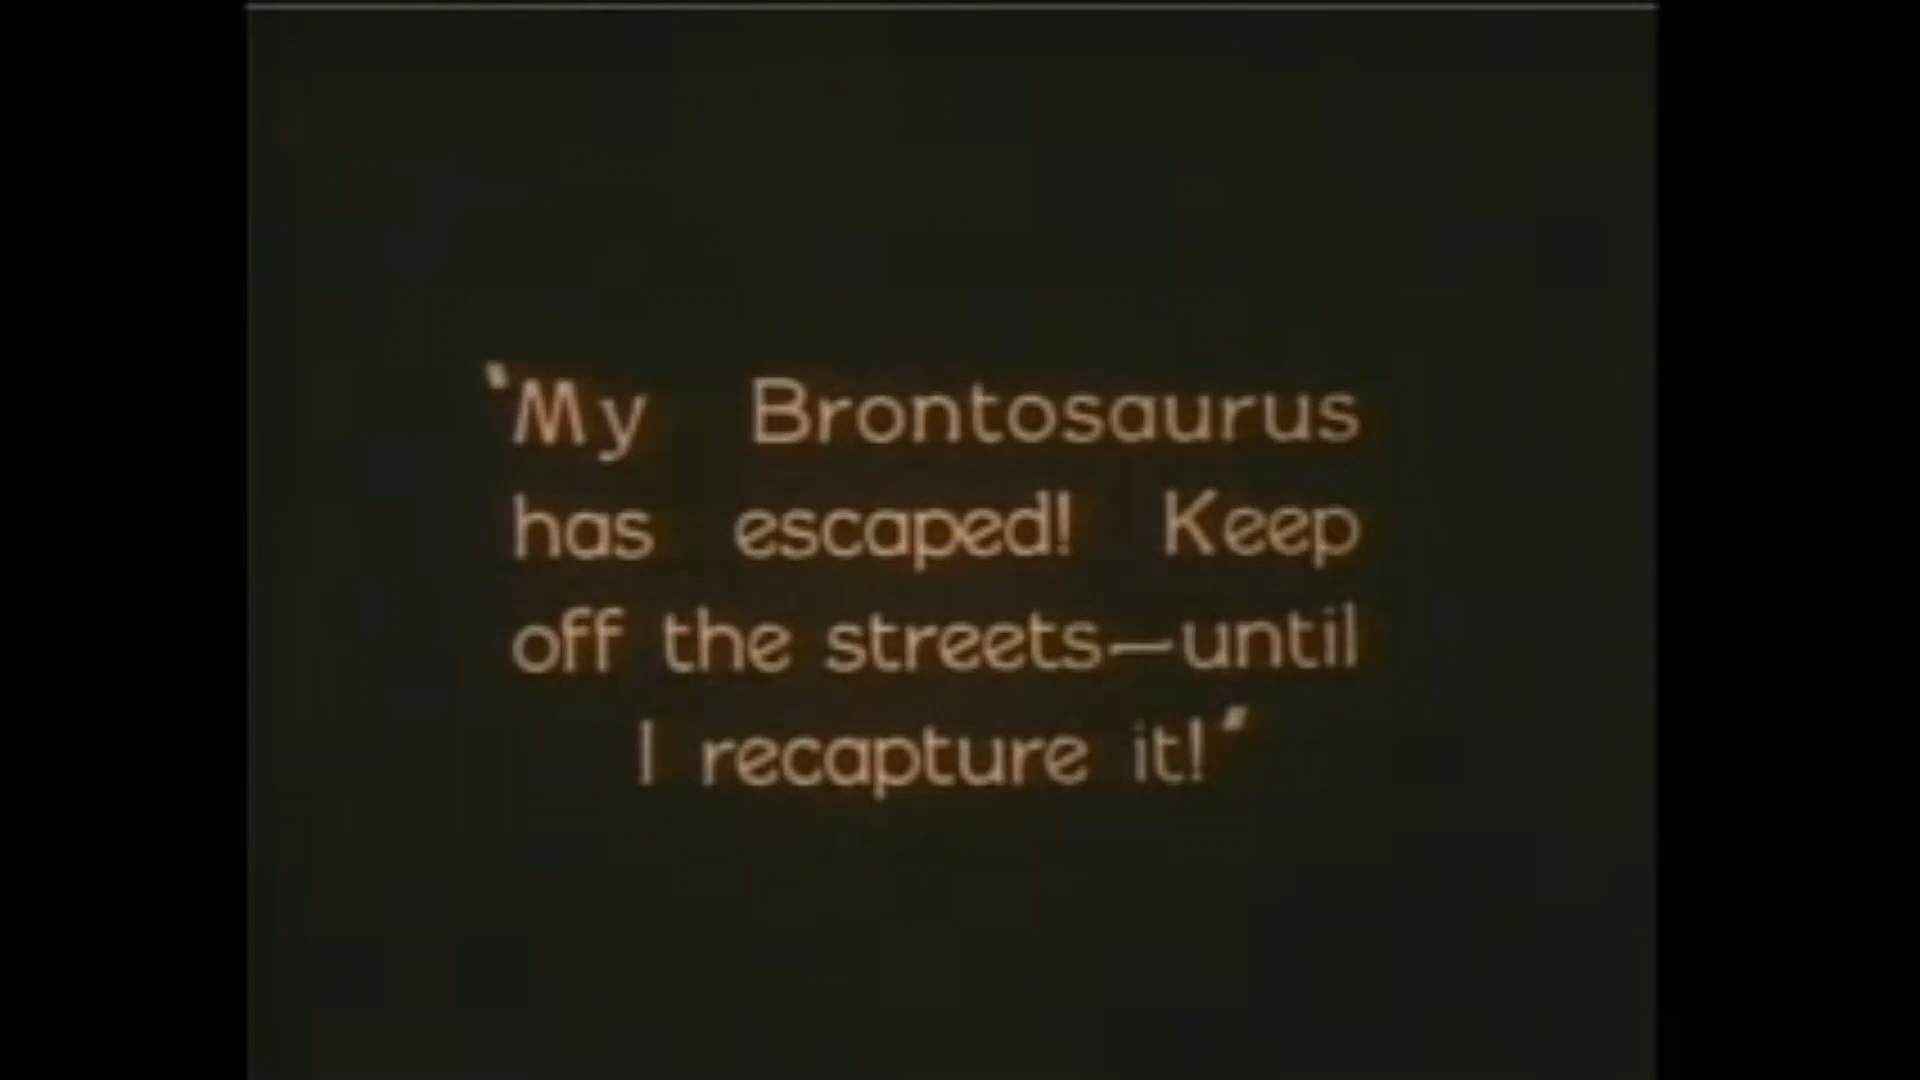 "My Brontosaurus
has escaped! Keep
off the streets—until
I recapture it!"